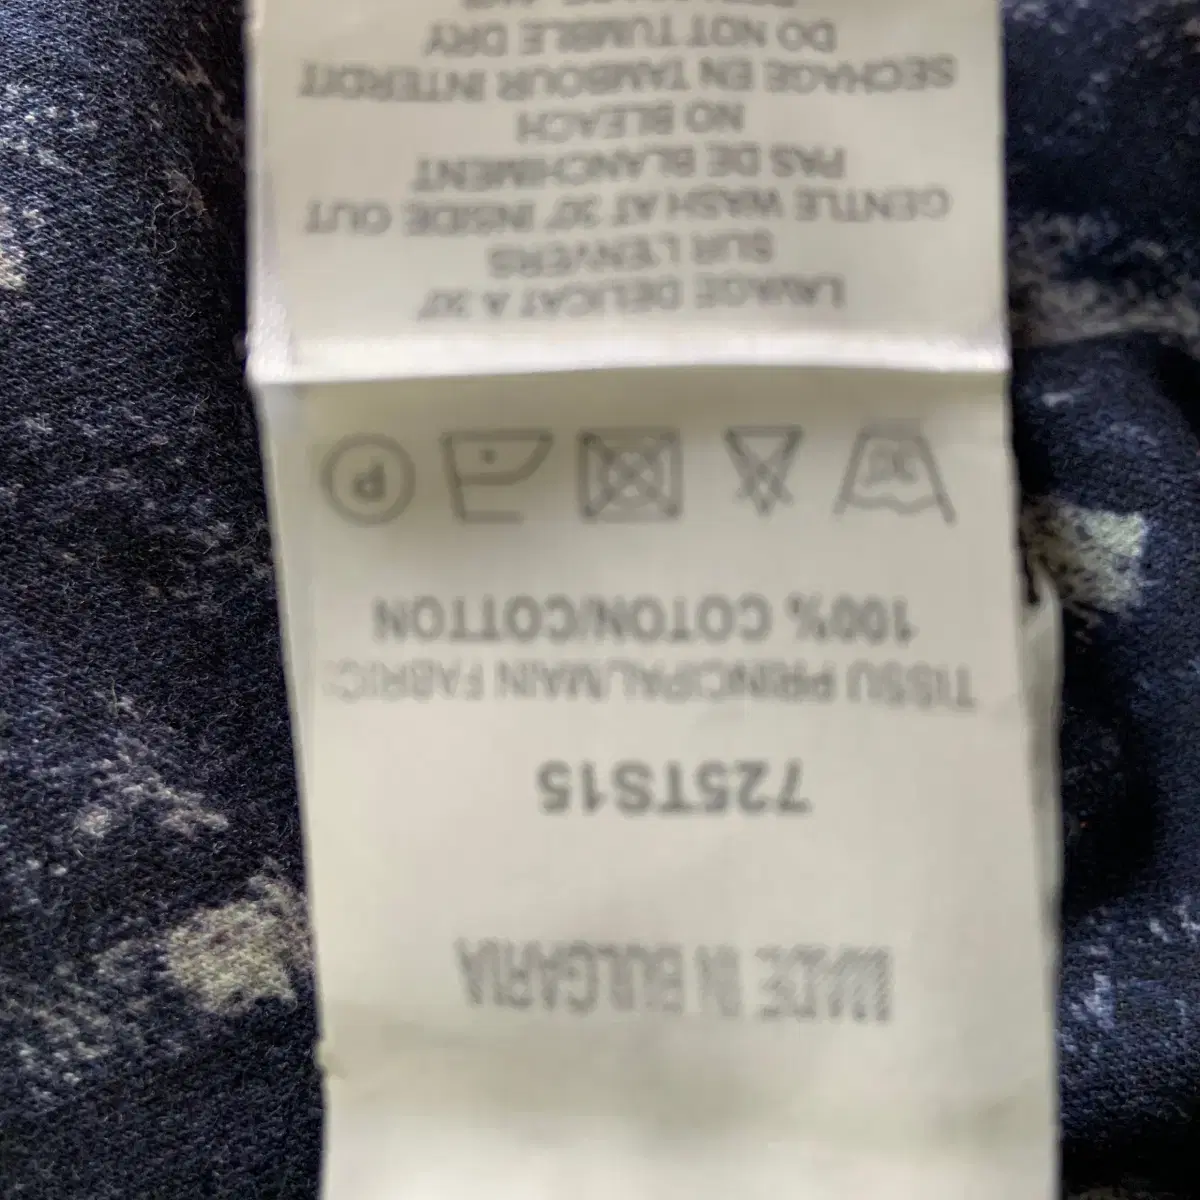 MADE IN BULGARIA
725TS15
TISSU PRINCIPAL/MAIN FABRIC:
100% COTON/COTTON
30
P
LAVAGE DELICAT A 30°
SUR L'ENVERS
GENTLE WASH AT 30° INSIDE OUT
PAS DE BLANCHIMENT
NO BLEACH
SECHAGE EN TAMBOUR INTERDIT
DO NOT TUMBLE DRY